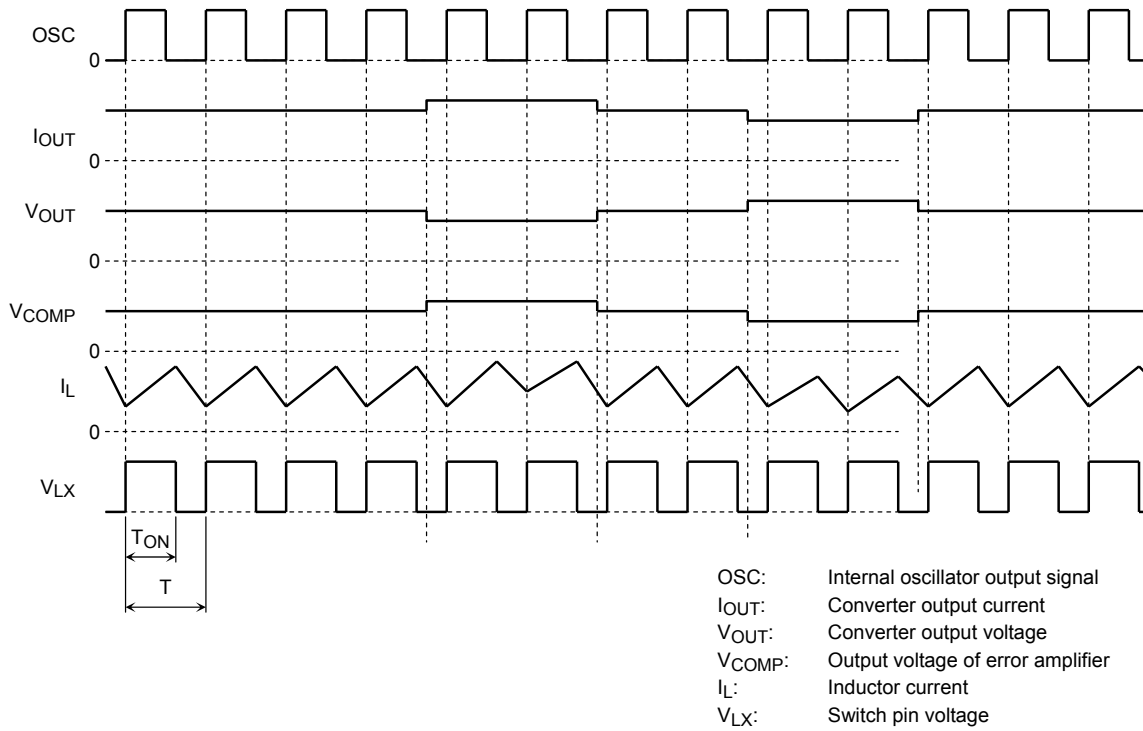 OSC
0
IOUT
0
VOUT
0
VCOMP
0
IL
0
VLX
TON
T
OSC: Internal oscillator output signal
IOUT: Converter output current
VOUT: Converter output voltage
VCOMP: Output voltage of error amplifier
IL: Inductor current
VLX: Switch pin voltage